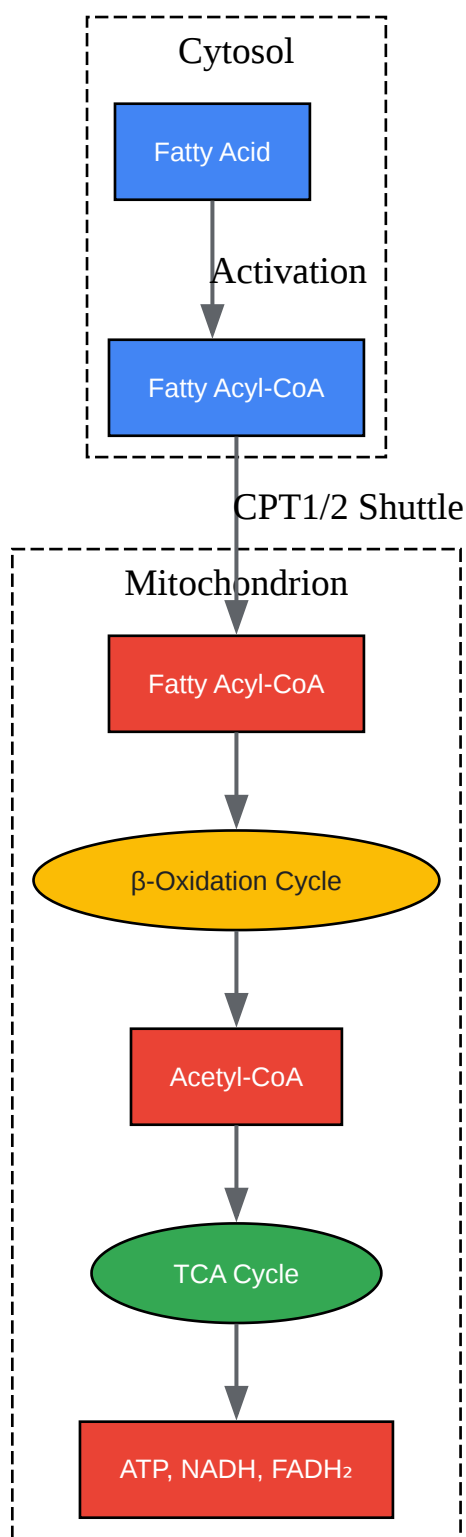 Cytosol
Fatty Acid
Activation
Fatty Acyl-CoA
CPT1/2 Shuttle
Mitochondrion
Fatty Acyl-CoA
β-Oxidation Cycle
Acetyl-CoA
TCA Cycle
ATP, NADH, FADH₂